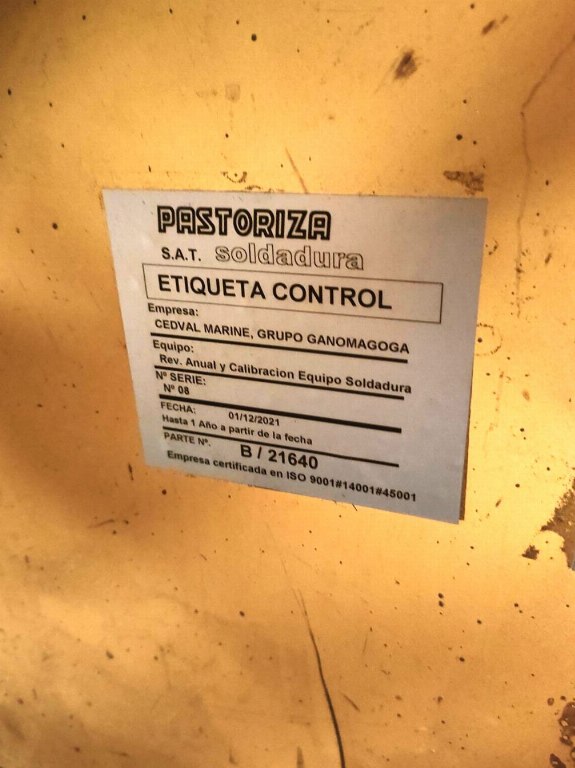 PASTORIZA
S.A.T. soldadura
ETIQUETA CONTROL
Empresa:
CEDVAL MARINE, GRUPO GANOMAGOGA
Equipo:
Rev. Anual y Calibracion Equipo Soldadura
Nº SERIE:
Nº 08
FECHA: 01/12/2021
Hasta 1 Año a partir de la fecha
PARTE Nº. B / 21640
Empresa certificada en ISO 9001#14001#45001